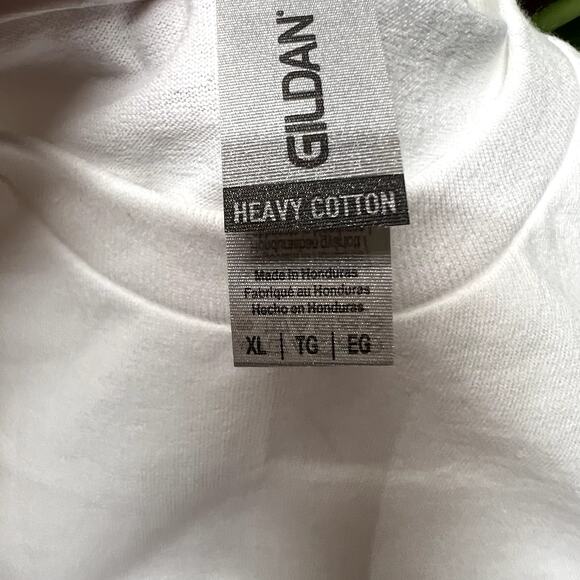 GILDAN®
HEAVY COTTON
Made in Honduras
Fabriqué au Honduras
Hecho en Honduras
XL | TG | EG